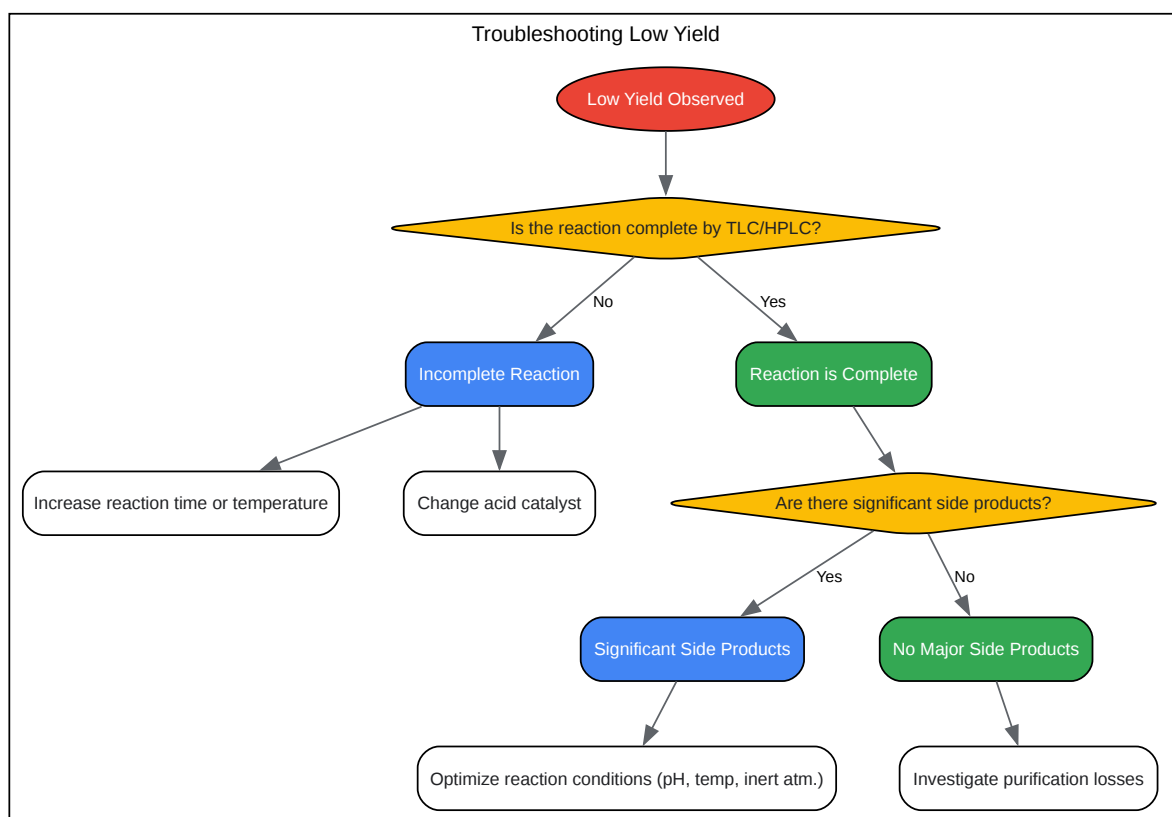 Troubleshooting Low Yield
Low Yield Observed
Is the reaction complete by TLC/HPLC?
No
Yes
Incomplete Reaction
Reaction is Complete
Increase reaction time or temperature
Change acid catalyst
Are there significant side products?
Yes
No
Significant Side Products
No Major Side Products
Optimize reaction conditions (pH, temp, inert atm.)
Investigate purification losses